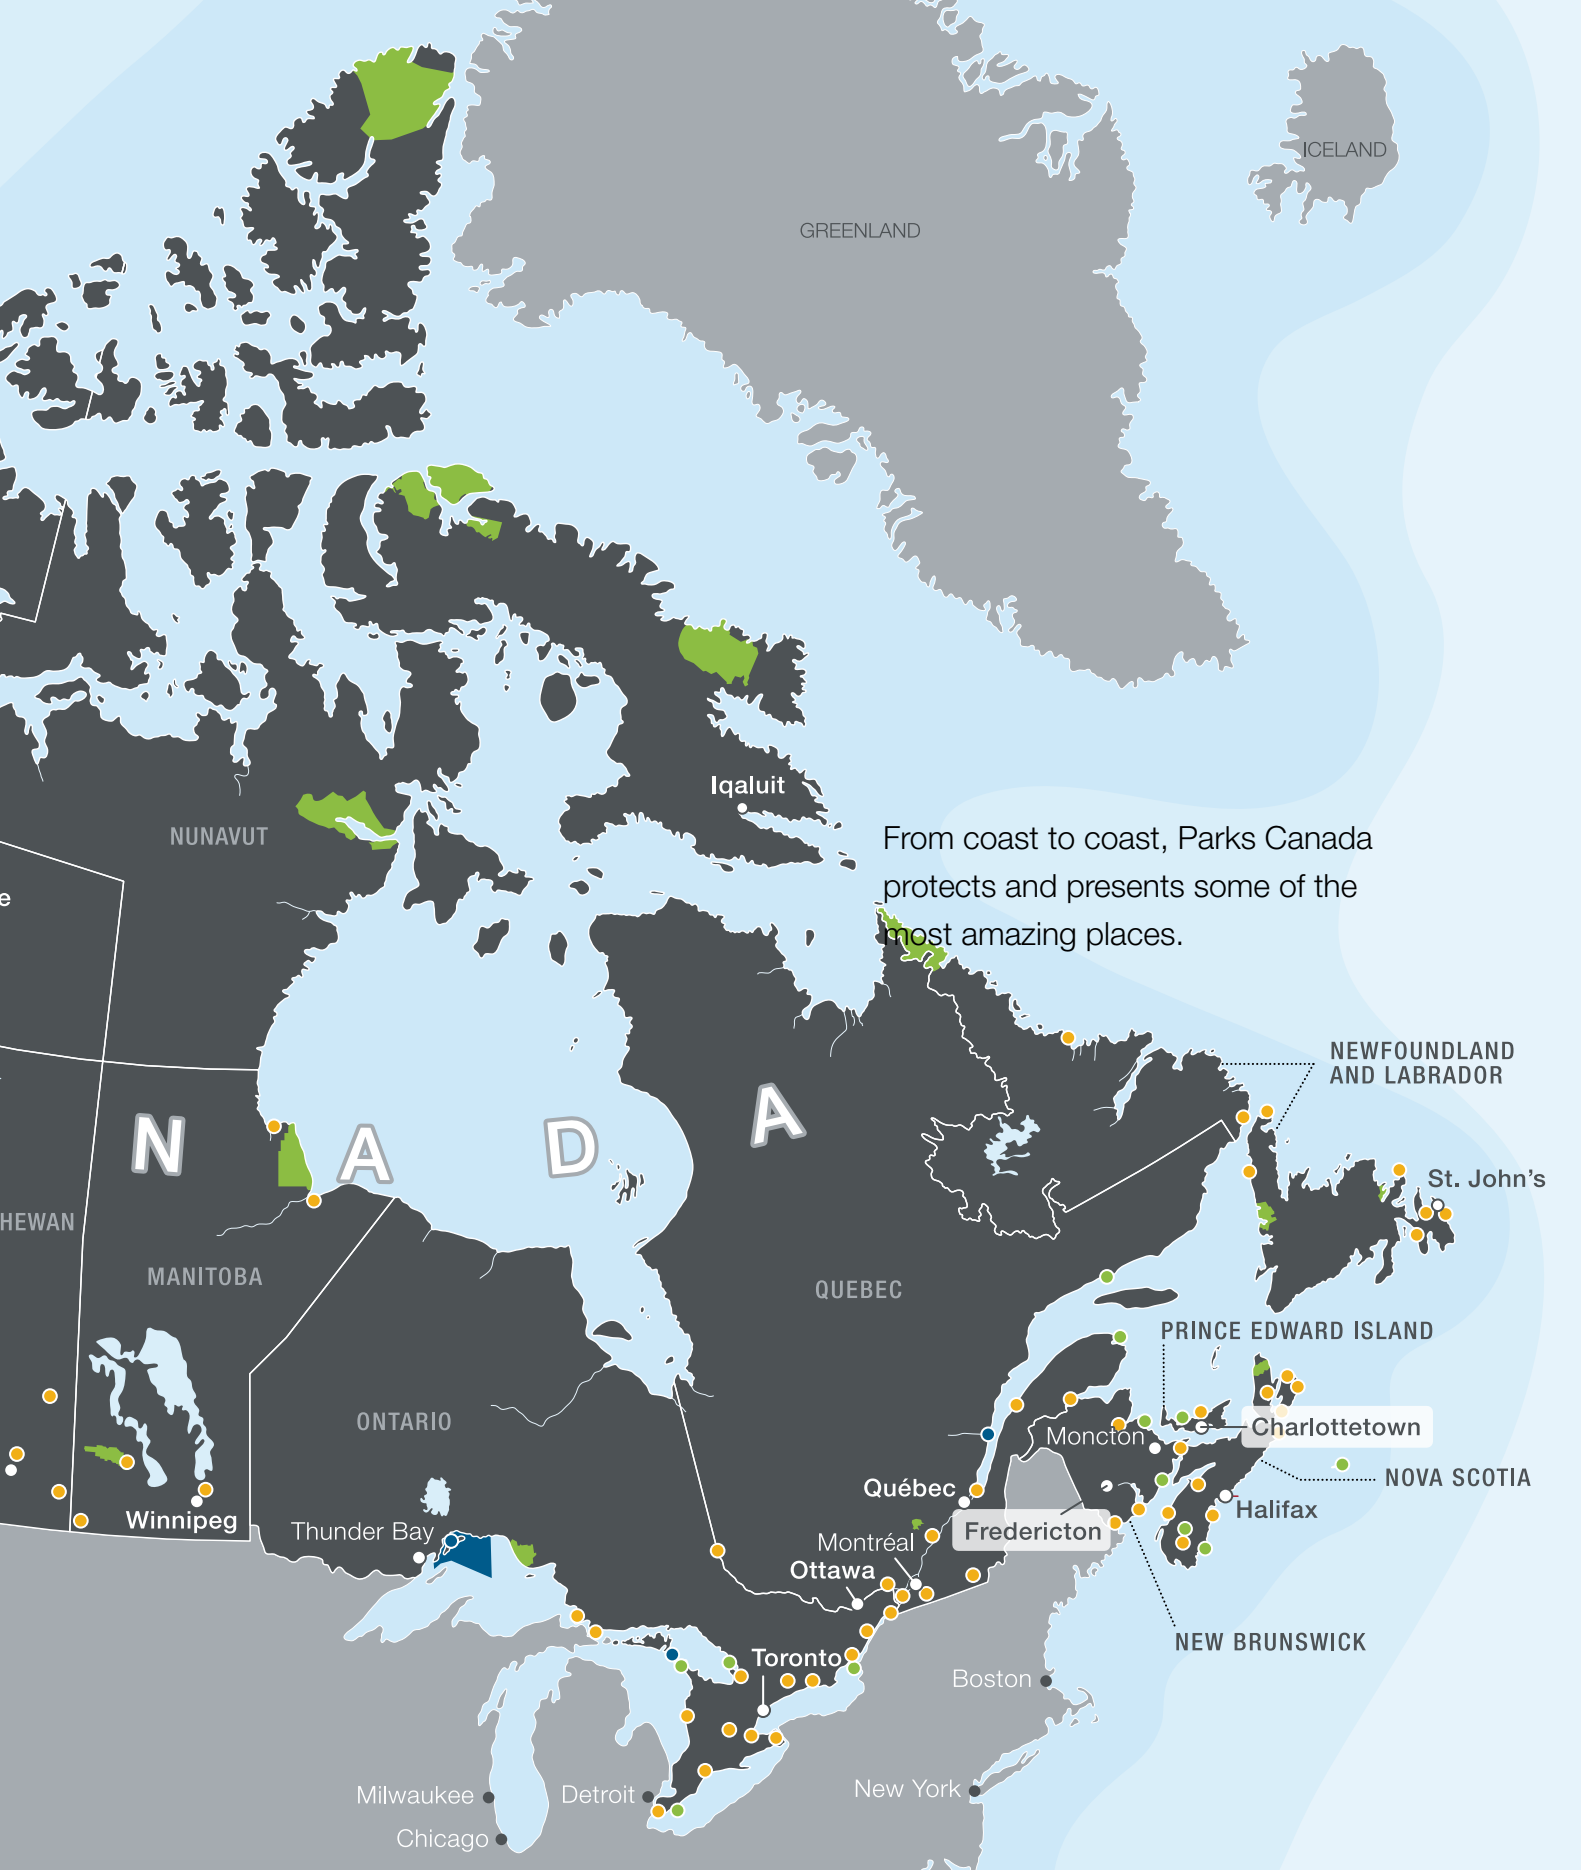 ICELAND
GREENLAND
Iqaluit
NUNAVUT
From coast to coast, Parks Canada
protects and presents some of the
most amazing places.
e
NEWFOUNDLAND
AND LABRADOR
N A D A
St. John's
HEWAN
MANITOBA
QUEBEC
PRINCE EDWARD ISLAND
ONTARIO
Charlottetown
Moncton
NOVA SCOTIA
Québec
Halifax
Winnipeg
Thunder Bay
Fredericton
Montréal
Ottawa
NEW BRUNSWICK
Toronto
Boston
Milwaukee
Detroit
New York
Chicago